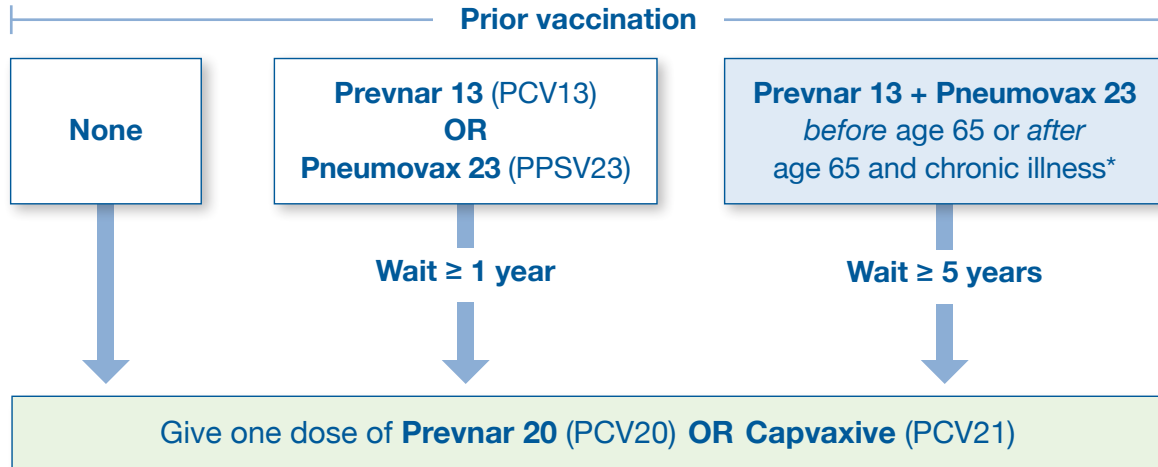 Prior vaccination
None
Prevnar 13 (PCV13)
OR
Pneumovax 23 (PPSV23)
Prevnar 13 + Pneumovax 23
before age 65 or after
age 65 and chronic illness*
Wait ≥ 1 year
Wait ≥ 5 years
Give one dose of Prevnar 20 (PCV20) OR Capvaxive (PCV21)